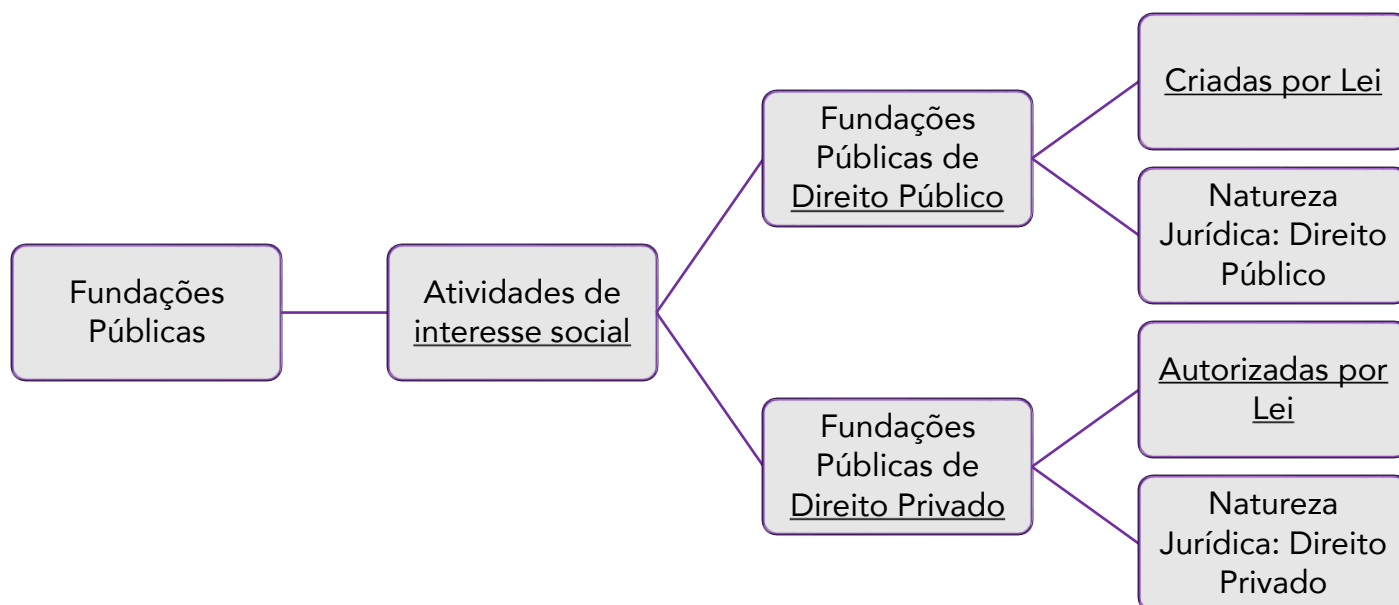 Fundações
Públicas
Atividades de
interesse social
Fundações
Públicas de
Direito Público
Criadas por Lei
Natureza
Jurídica: Direito
Público
Fundações
Públicas de
Direito Privado
Autorizadas por
Lei
Natureza
Jurídica: Direito
Privado